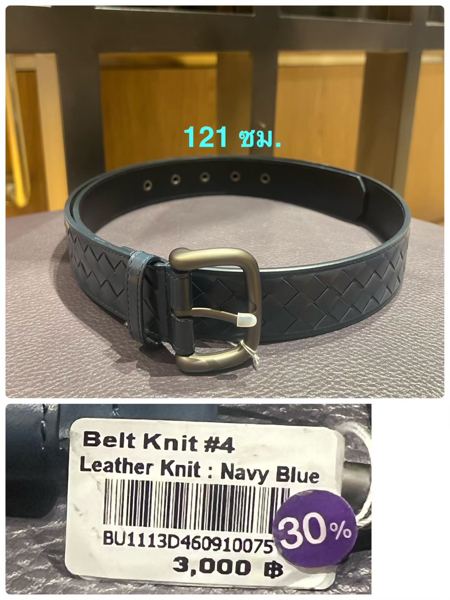 121 ซม.
Belt Knit #4
Leather Knit : Navy Blue
BU1113D460910075
30%
3,000 ฿